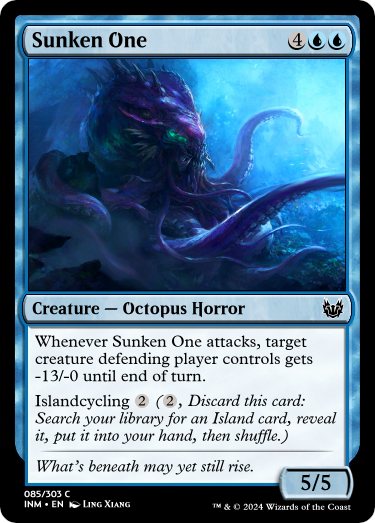 Sunken One 4
Creature — Octopus Horror
Whenever Sunken One attacks, target
creature defending player controls gets
-13/-0 until end of turn.
Islandcycling 2 (2, Discard this card:
Search your library for an Island card, reveal
it, put it into your hand, then shuffle.)
What's beneath may yet still rise.
5/5
085/303 C
INM • EN Ling Xiang
™ & © 2024 Wizards of the Coast